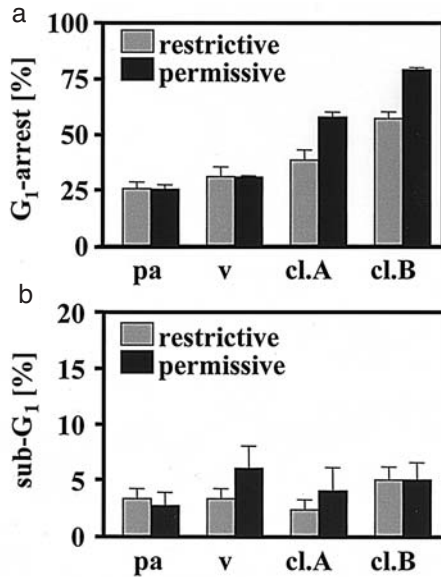 a
100
restrictive
permissive
75
50
25
0
G₁-arrest [%]
pa v cl.A cl.B
b
20
restrictive
permissive
15
10
5
0
sub-G₁ [%]
pa v cl.A cl.B